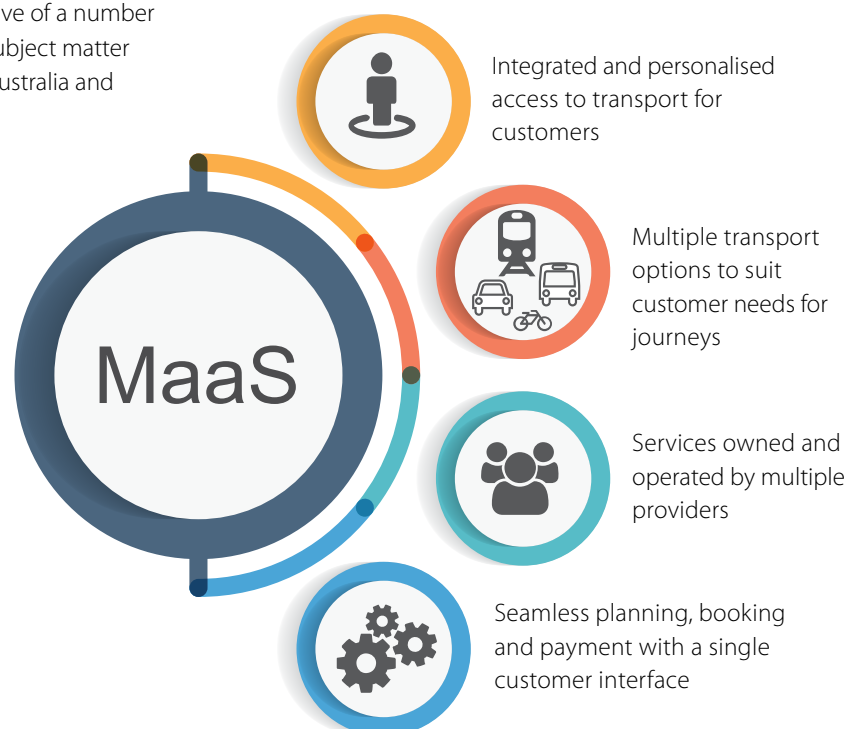 ve of a number
ubject matter
ustralia and
Integrated and personalised
access to transport for
customers
Multiple transport
options to suit
customer needs for
journeys
MaaS
Services owned and
operated by multiple
providers
Seamless planning, booking
and payment with a single
customer interface